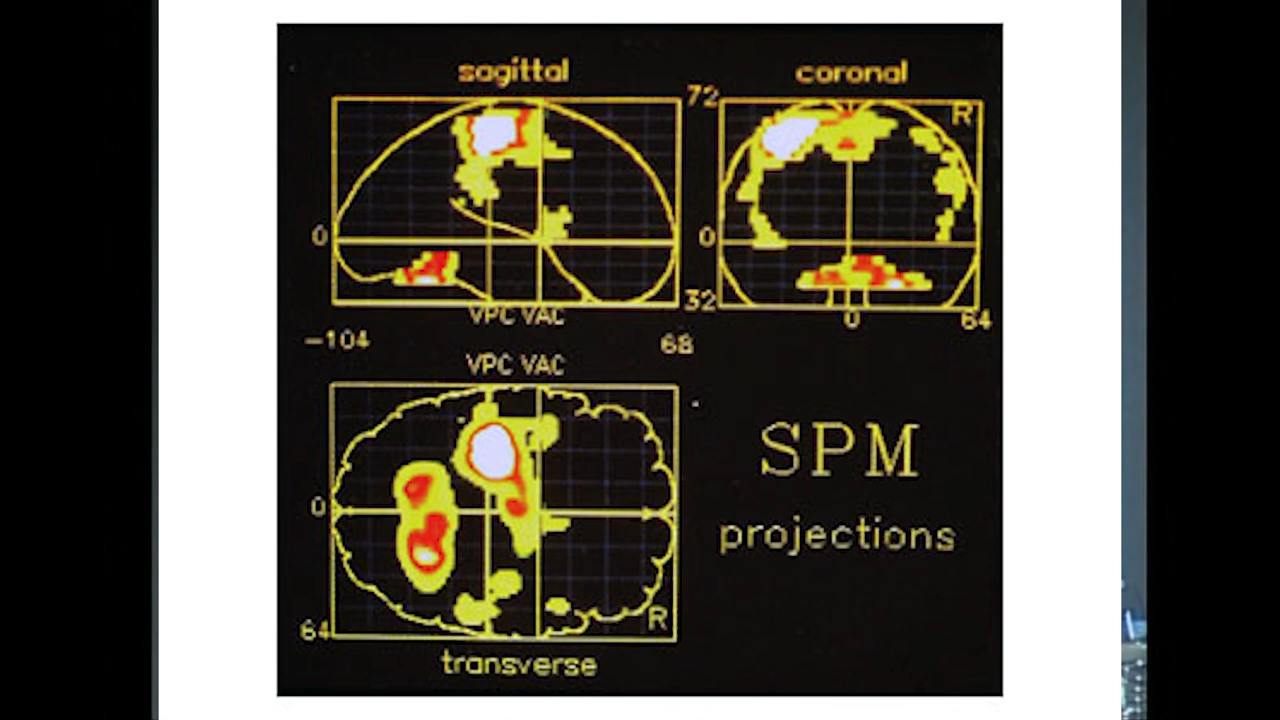 sagittal
coronal
72
R
0
0
32
VPC VAC
0
64
-104
68
VPC VAC
SPM
0
projections
R
64
transverse